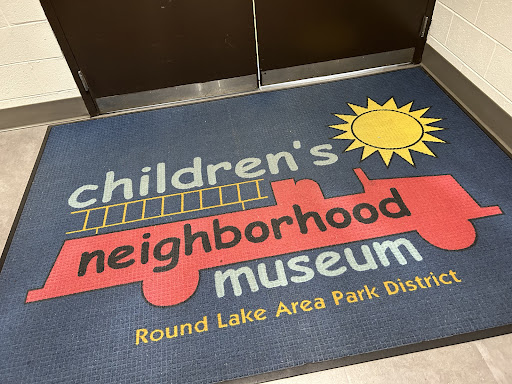 children's
neighborhood
museum
Round Lake Area Park District